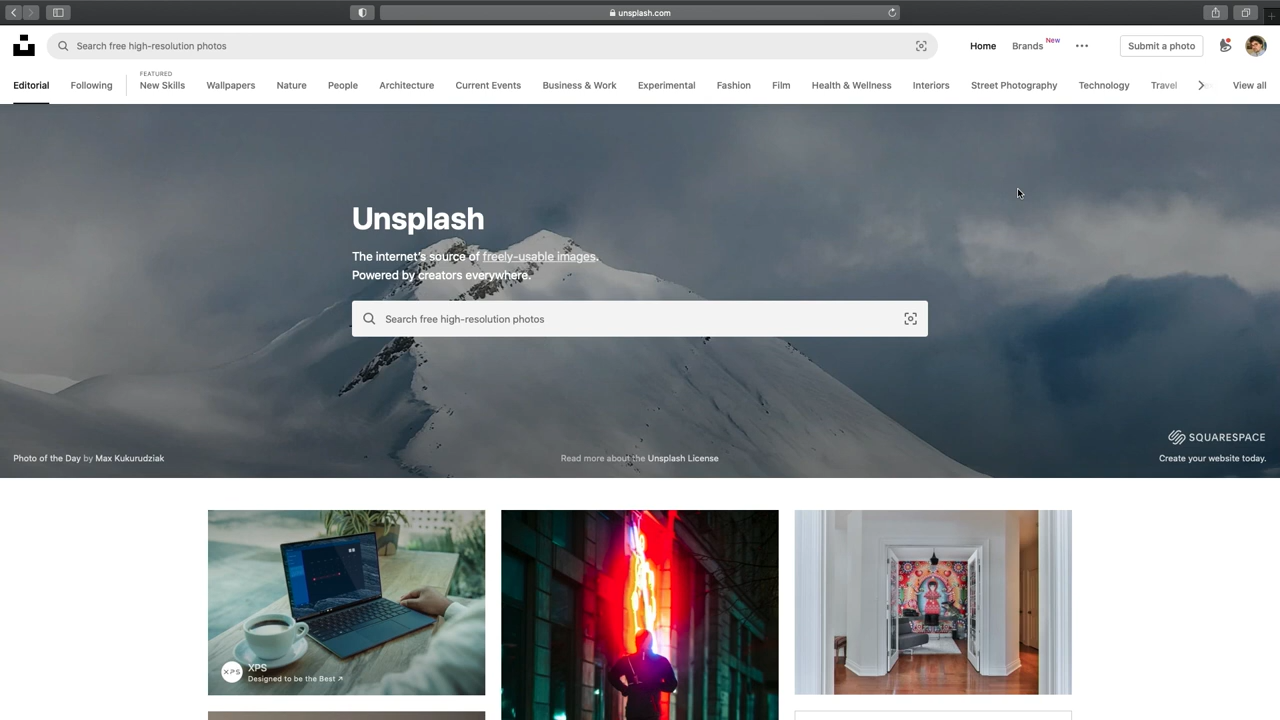 unsplash.com
Search free high-resolution photos
Home
Brands
New
Submit a photo
Editorial
Following
FEATURED
New Skills
Wallpapers
Nature
People
Architecture
Current Events
Business & Work
Experimental
Fashion
Film
Health & Wellness
Interiors
Street Photography
Technology
Travel
View all
Unsplash
The internet's source of freely-usable images.
Powered by creators everywhere.
Search free high-resolution photos
SQUARESPACE
Photo of the Day by Max Kukurudziak
Read more about the Unsplash License
Create your website today.
XPS
XPS
Designed to be the Best ↗